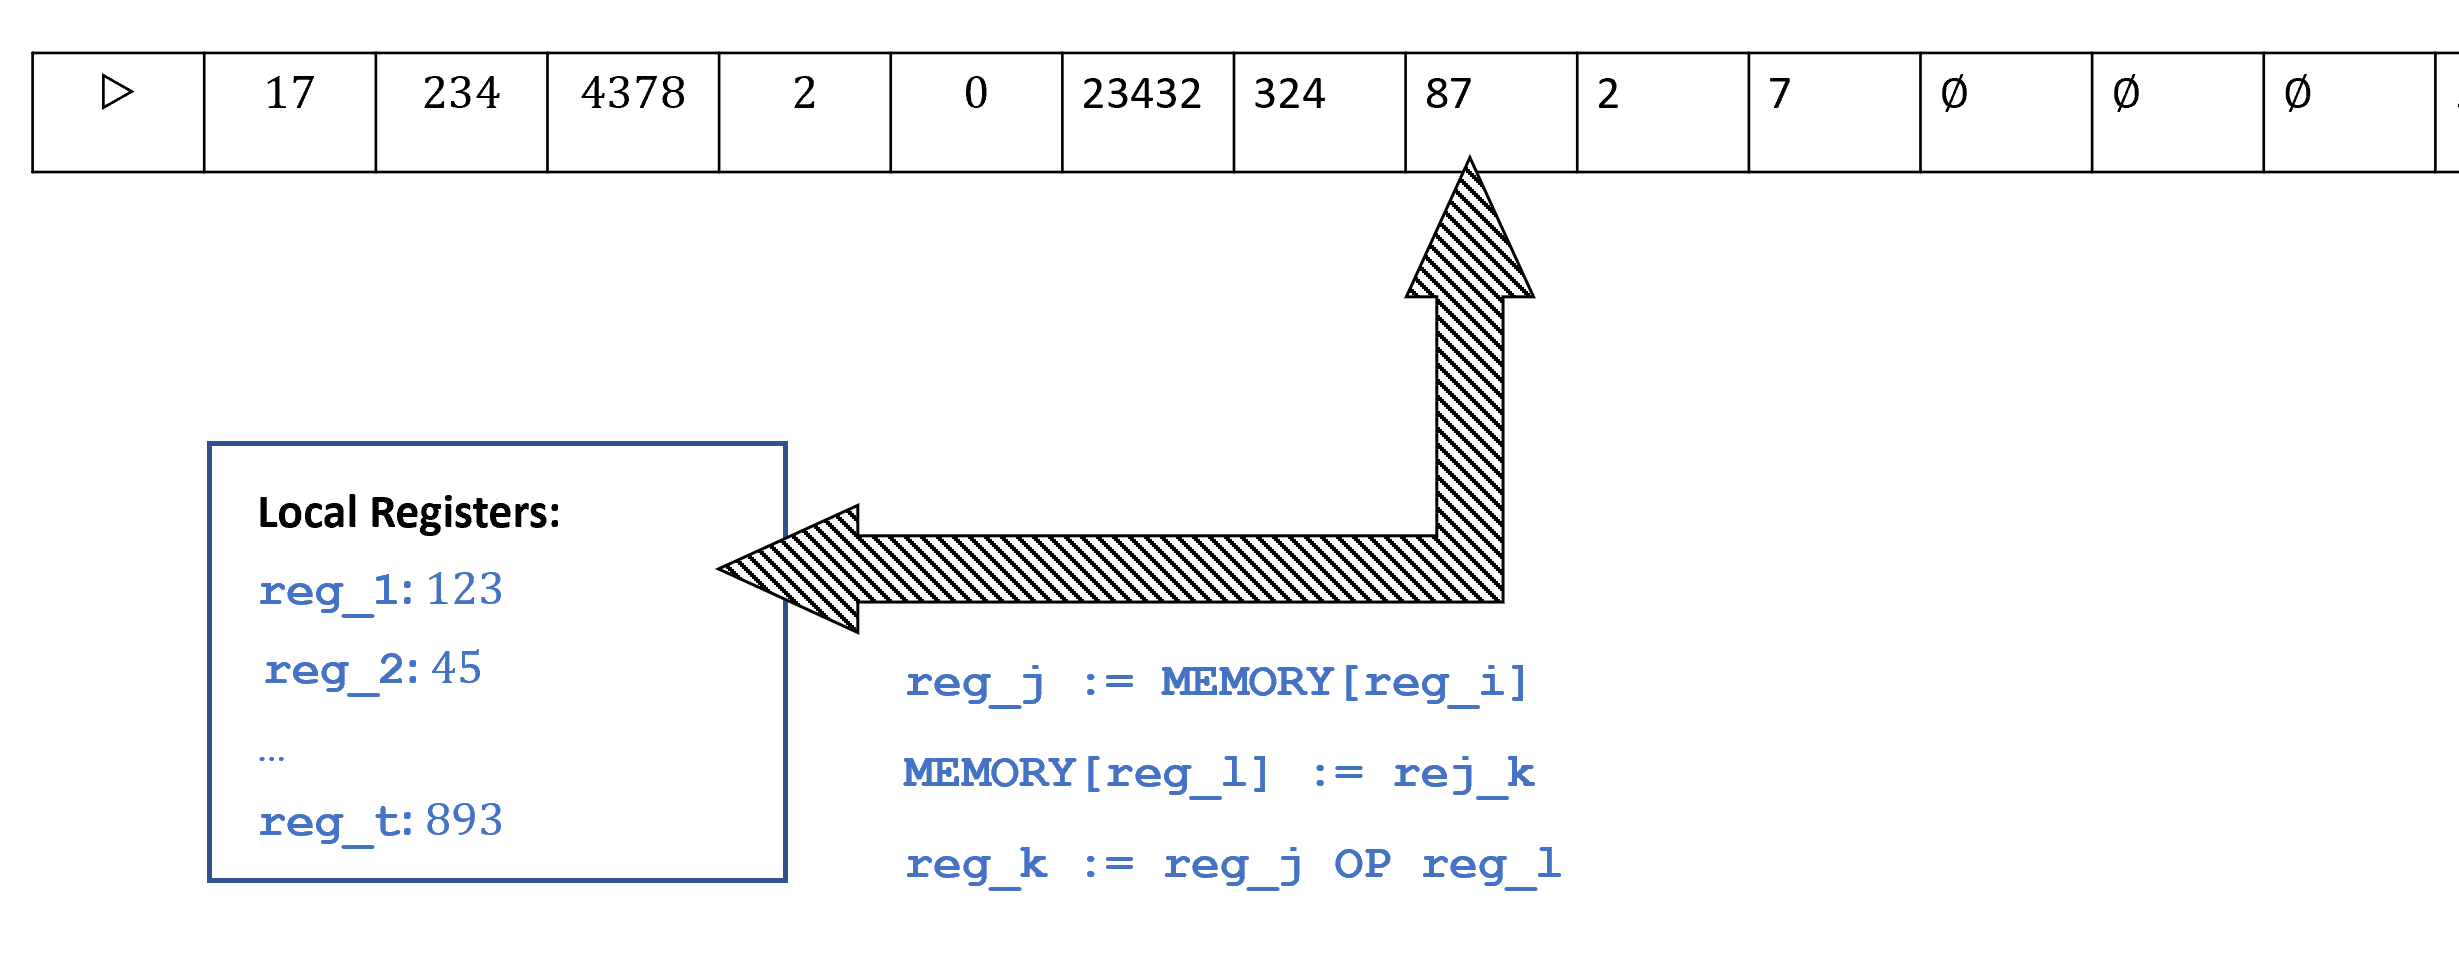 ▷ 17 234 4378 2 0 23432 324 87 2 7 Ø Ø Ø
Local Registers:
reg_1: 123
reg_2: 45
…
reg_t: 893
reg_j := MEMORY[reg_i]
MEMORY[reg_l] := rej_k
reg_k := reg_j OP reg_l